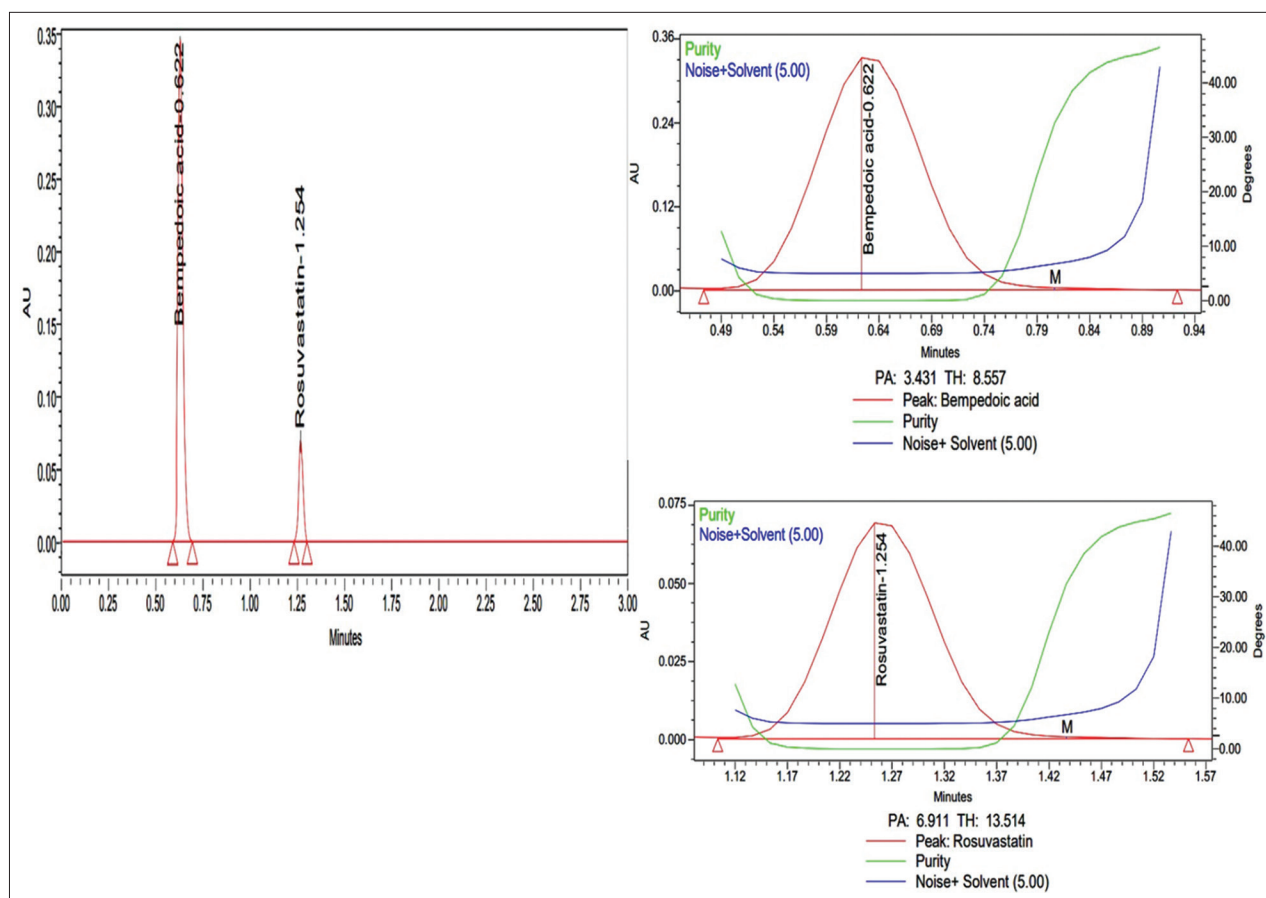 0.35
0.30
0.25
0.20
0.15
0.10
0.05
0.00
AU
Bempedoic acid-0.622
Rosuvastatin-1.254
0.00 0.25 0.50 0.75 1.00 1.25 1.50 1.75 2.00 2.25 2.50 2.75 3.00
Minutes
Purity
Noise+Solvent (5.00)
0.36
0.24
0.12
0.00
AU
Bempedoic acid-0.622
M
40.00
30.00
20.00
10.00
0.00
Degrees
0.49 0.54 0.59 0.64 0.69 0.74 0.79 0.84 0.89 0.94
Minutes
PA: 3.431 TH: 8.557
Peak: Bempedoic acid
Purity
Noise+ Solvent (5.00)
Purity
Noise+Solvent (5.00)
0.075
0.050
0.025
0.000
AU
Rosuvastatin-1.254
M
40.00
30.00
20.00
10.00
0.00
Degrees
1.12 1.17 1.22 1.27 1.32 1.37 1.42 1.47 1.52 1.57
Minutes
PA: 6.911 TH: 13.514
Peak: Rosuvastatin
Purity
Noise+ Solvent (5.00)